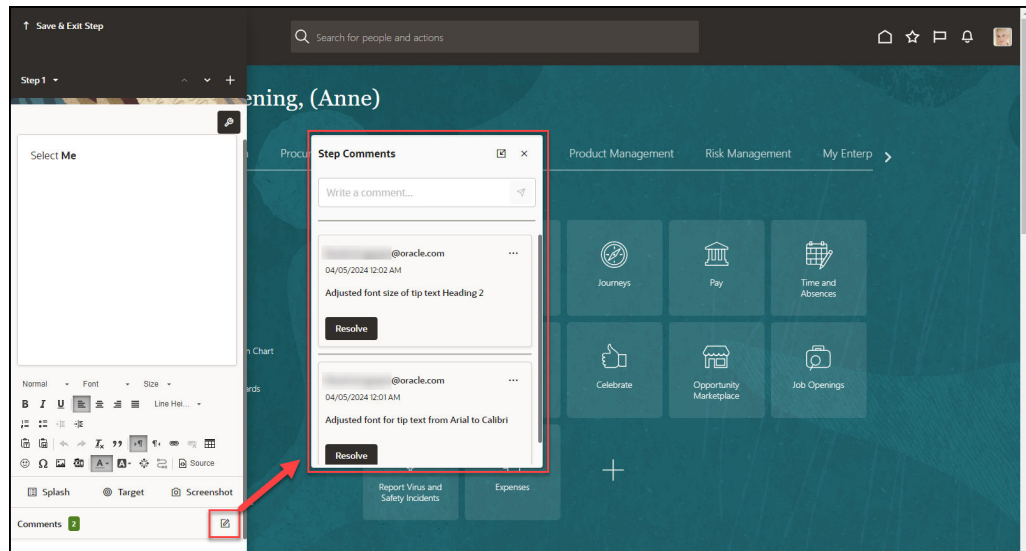 ↑ Save & Exit Step
Search for people and actions
Step 1
ening, (Anne)
Select Me
Procu
Product Management
Risk Management
My Enterp
Step Comments
Write a comment...
@oracle.com
04/05/2024 12:02 AM
Adjusted font size of tip text Heading 2
Resolve
@oracle.com
04/05/2024 12:01 AM
Adjusted font for tip text from Arial to Calibri
Resolve
Journeys
Pay
Time and
Absences
n Chart
ards
Celebrate
Opportunity
Marketplace
Job Openings
Report Virus and
Safety Incidents
Expenses
Normal
Font
Size
B I U
Line Hei...
Source
Splash
Target
Screenshot
Comments 2